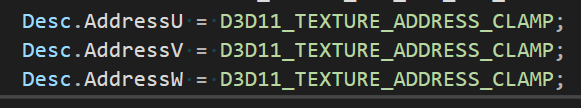 Desc.AddressU = D3D11_TEXTURE_ADDRESS_CLAMP;
Desc.AddressV = D3D11_TEXTURE_ADDRESS_CLAMP;
Desc.AddressW = D3D11_TEXTURE_ADDRESS_CLAMP;